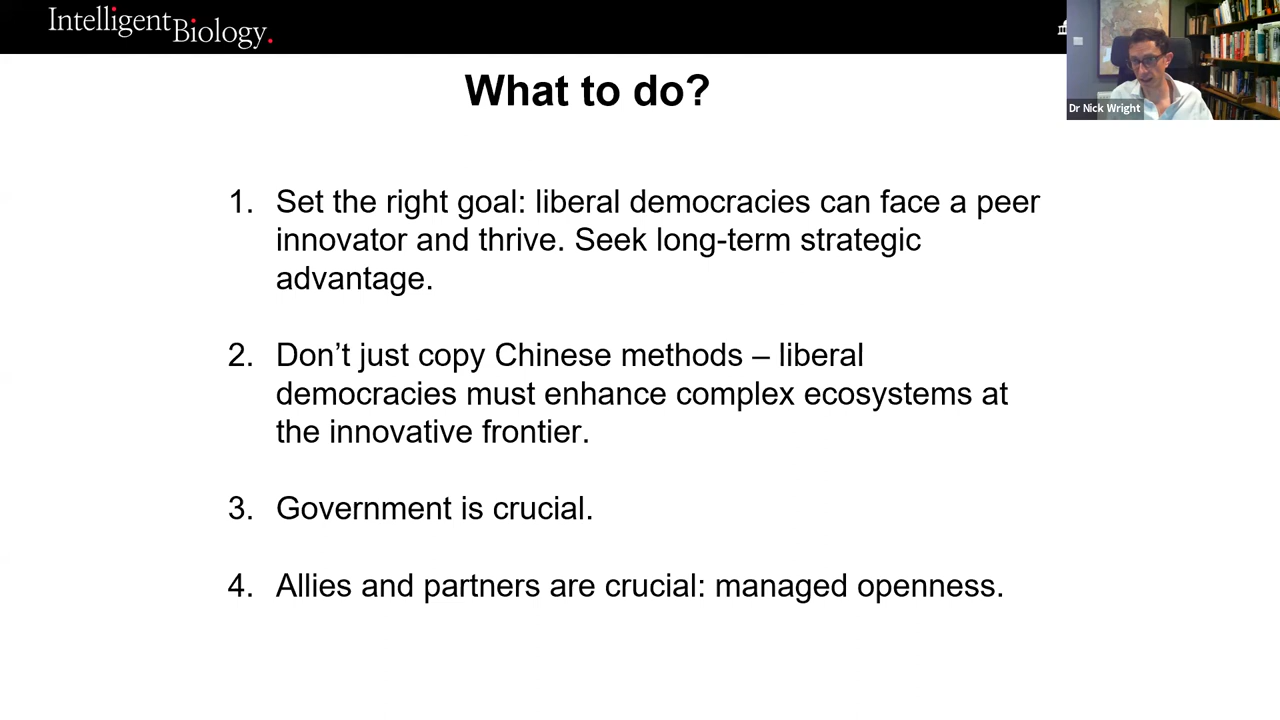 Intelligent Biology.
What to do?
Dr Nick Wright
1. Set the right goal: liberal democracies can face a peer
innovator and thrive. Seek long-term strategic
advantage.
2. Don’t just copy Chinese methods – liberal
democracies must enhance complex ecosystems at
the innovative frontier.
3. Government is crucial.
4. Allies and partners are crucial: managed openness.